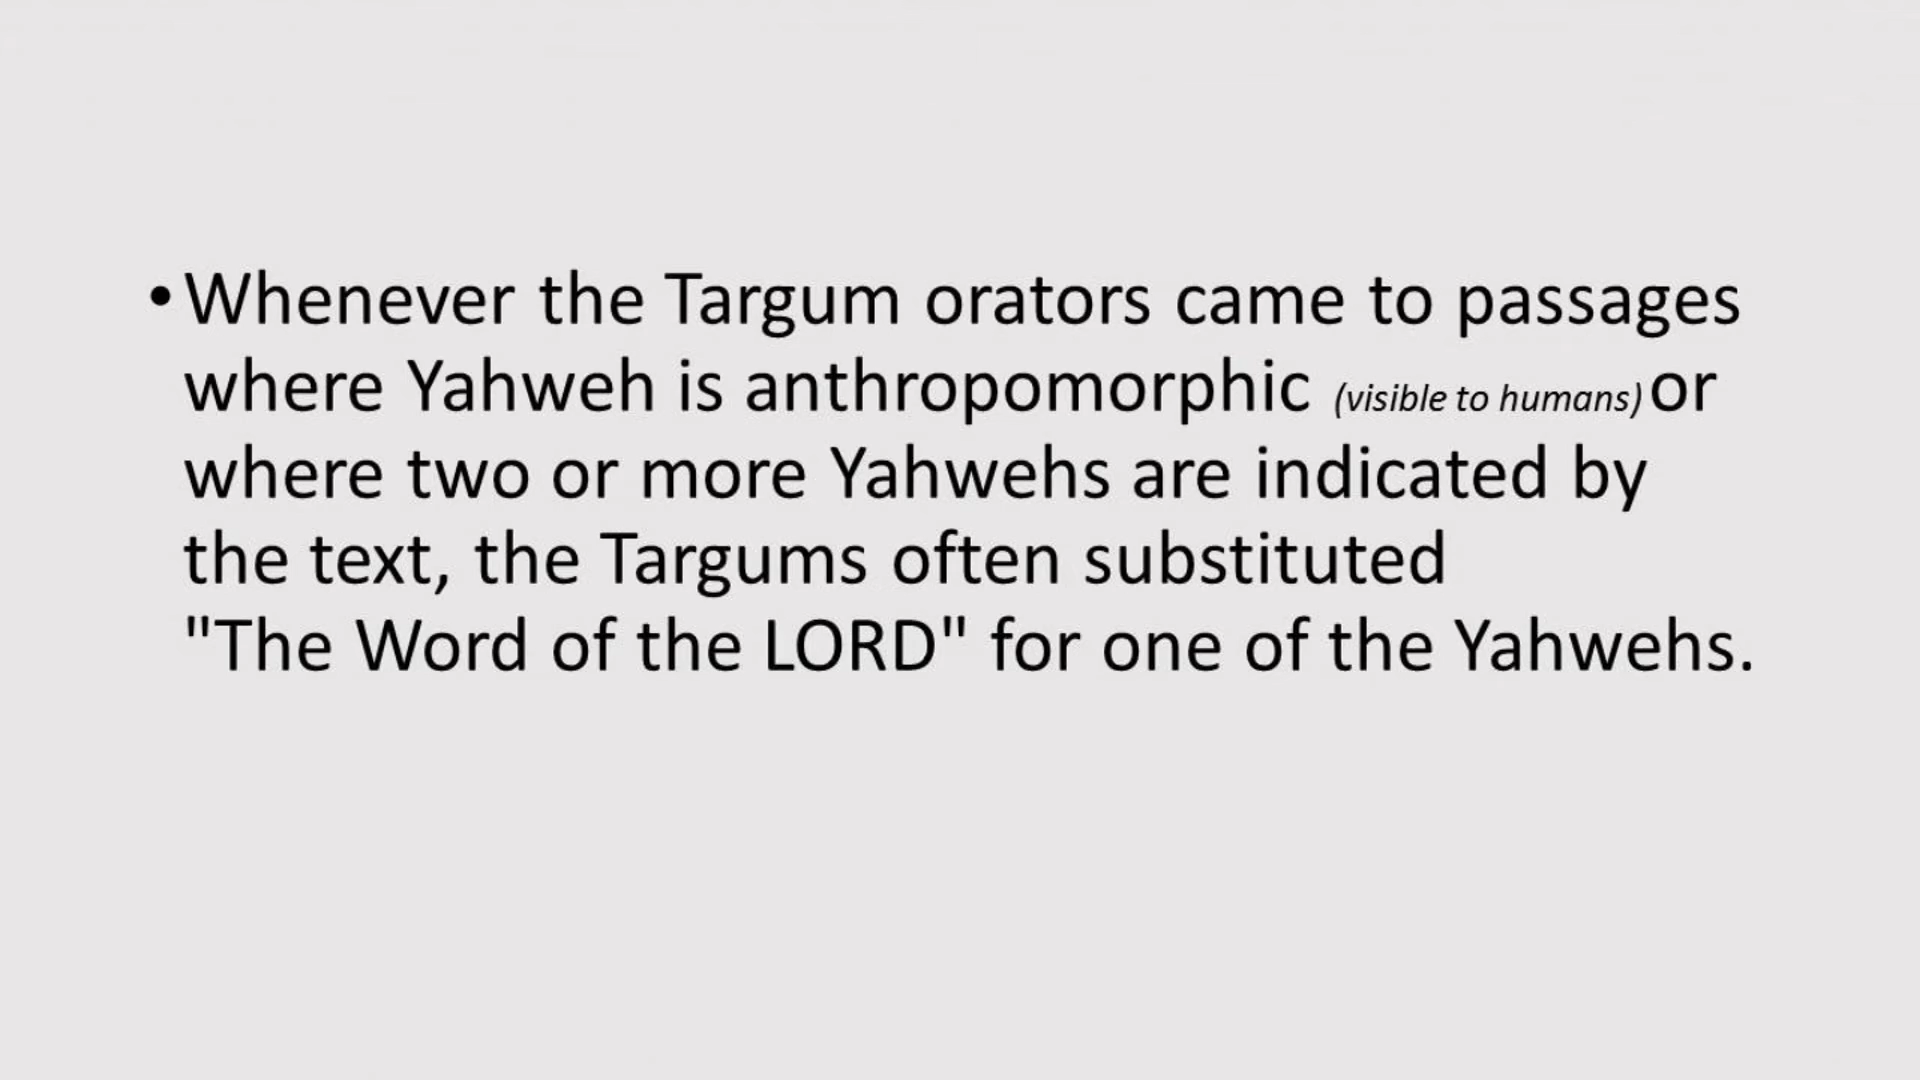 • Whenever the Targum orators came to passages
where Yahweh is anthropomorphic (visible to humans) or
where two or more Yahwehs are indicated by
the text, the Targums often substituted
"The Word of the LORD" for one of the Yahwehs.